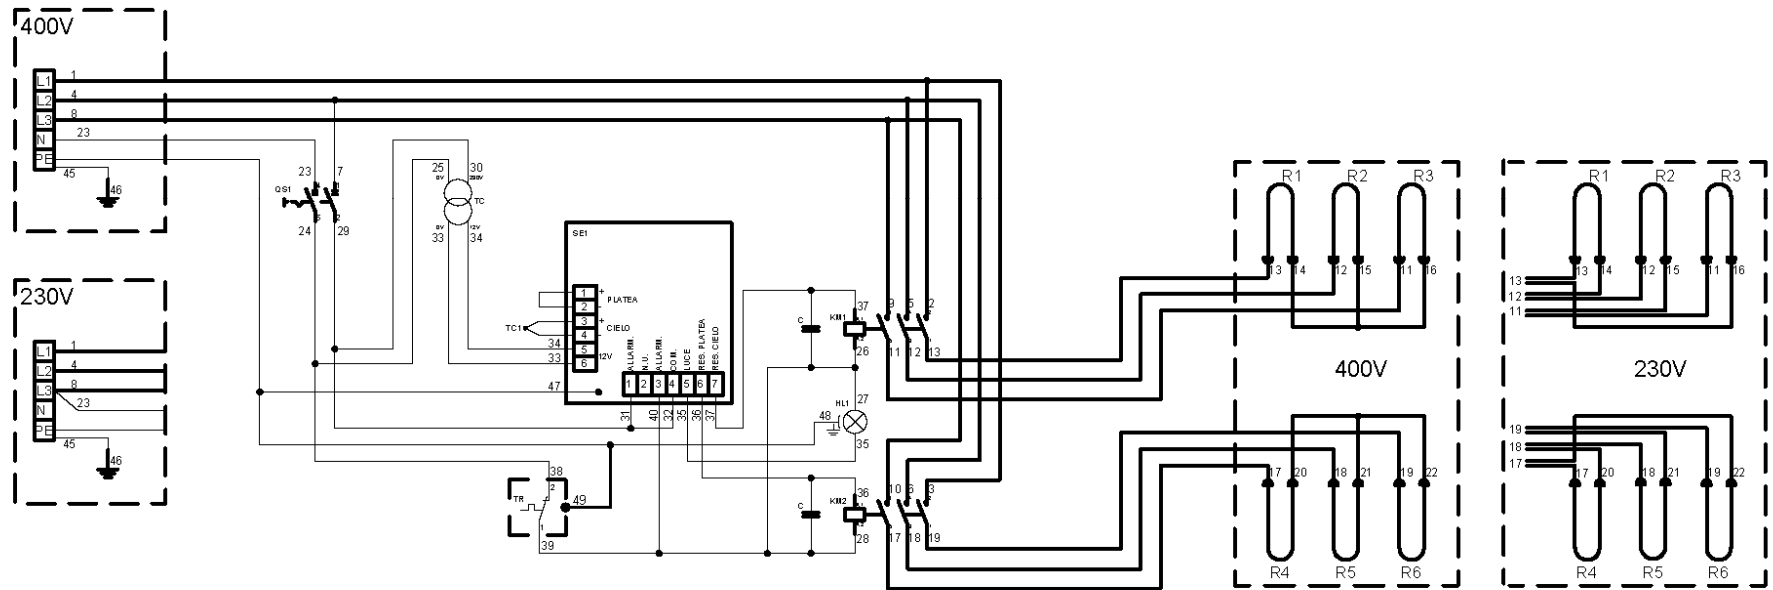 400V
L1 1
L2 4
L3 8
N 23
PE
45
46
230V
L1 1
L2 4
L3 8
N 23
PE
45
46
23 7
QS1
24 29
25 30
0V 230V
TC
0V 12V
33 34
SE1
1 +
2 -
PLATEA
TC1
3 +
4 -
CIELO
34 5
33 6
12V
47
ALLARM.
N.U.
ALLARM.
COM.
LUCE
RES. PLATEA
RES. CIELO
1 2 3 4 5 6 7
31 40 32 35 36 37
C
37
KM1
26
9 5 2
11 12 13
HL1
27
48
35
38
2
TR
49
1
39
C
36
KM2
28
10 6 3
17 18 19
R1 R2 R3
13 14 12 15 11 16
400V
17 20 18 21 19 22
R4 R5 R6
R1 R2 R3
13 14 12 15 11 16
13
12
11
230V
19
18
17
17 20 18 21 19 22
R4 R5 R6